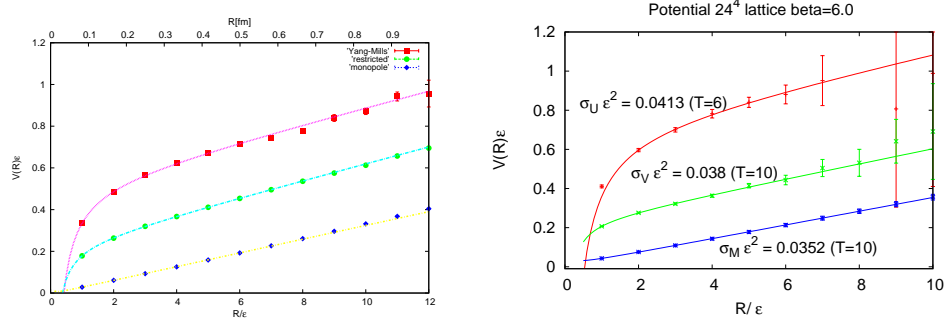 R[fm]
0 0.1 0.2 0.3 0.4 0.5 0.6 0.7 0.8 0.9
1.2
1
0.8
0.6
0.4
0.2
0
V(R)ε
'Yang-Mills'
'restricted'
'monopole'
0 2 4 6 8 10 12
R/ε
Potential 24^4 lattice beta=6.0
1.2
1
0.8
0.6
0.4
0.2
0
V(R)ε
σ_U ε² = 0.0413 (T=6)
σ_V ε² = 0.038 (T=10)
σ_M ε² = 0.0352 (T=10)
0 2 4 6 8 10
R/ ε